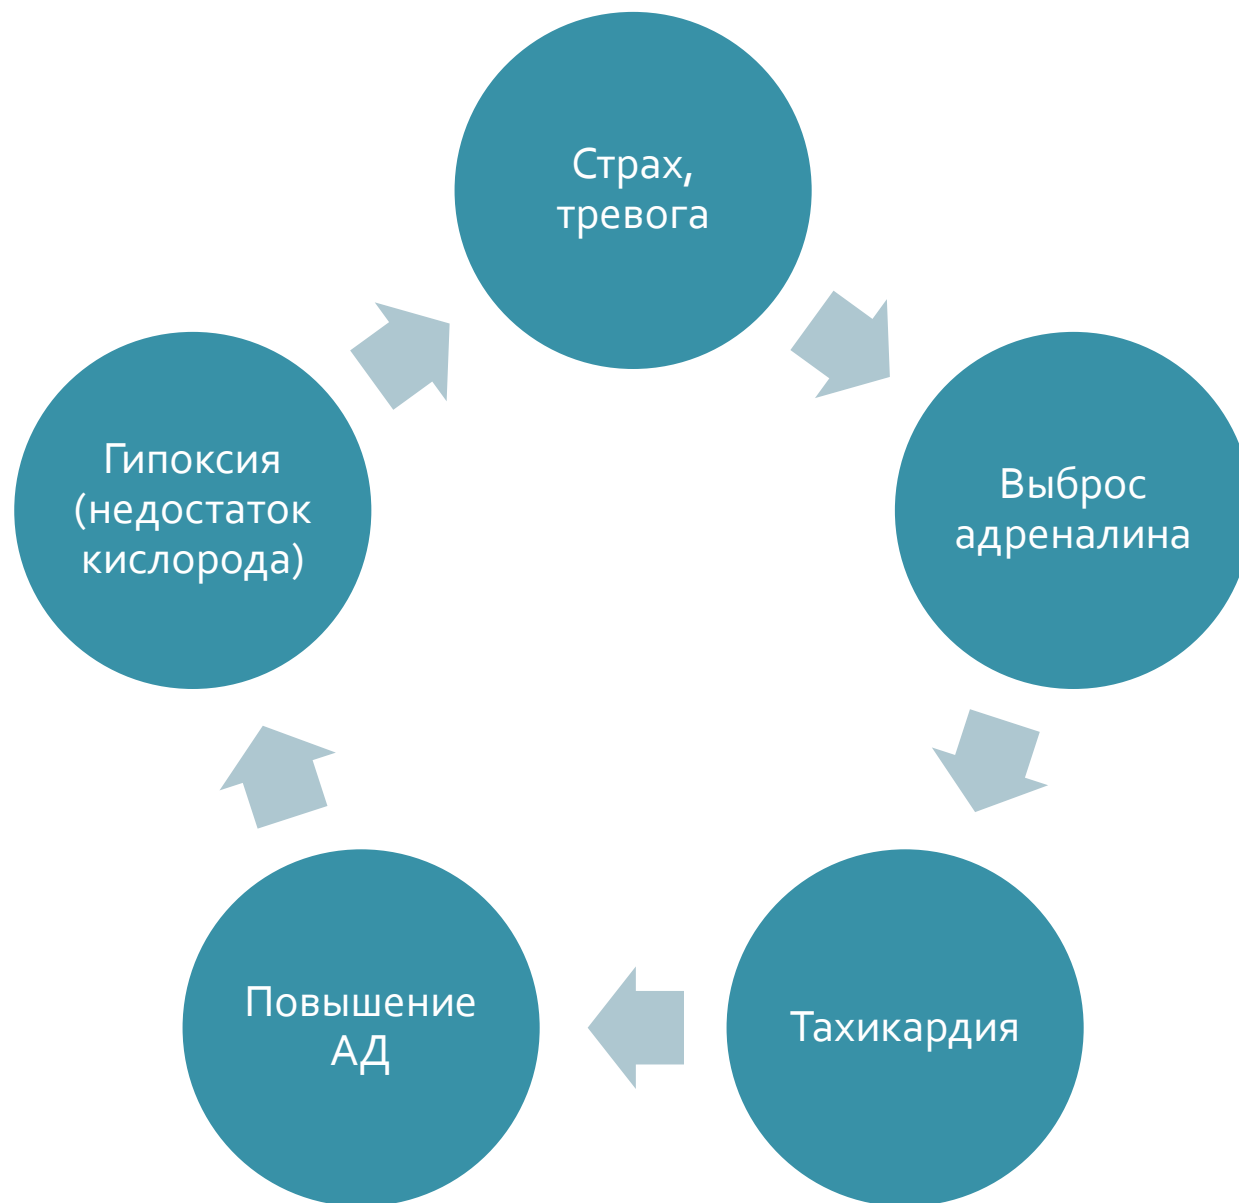 Страх,
тревога
Выброс
адреналина
Тахикардия
Повышение
АД
Гипоксия
(недостаток
кислорода)